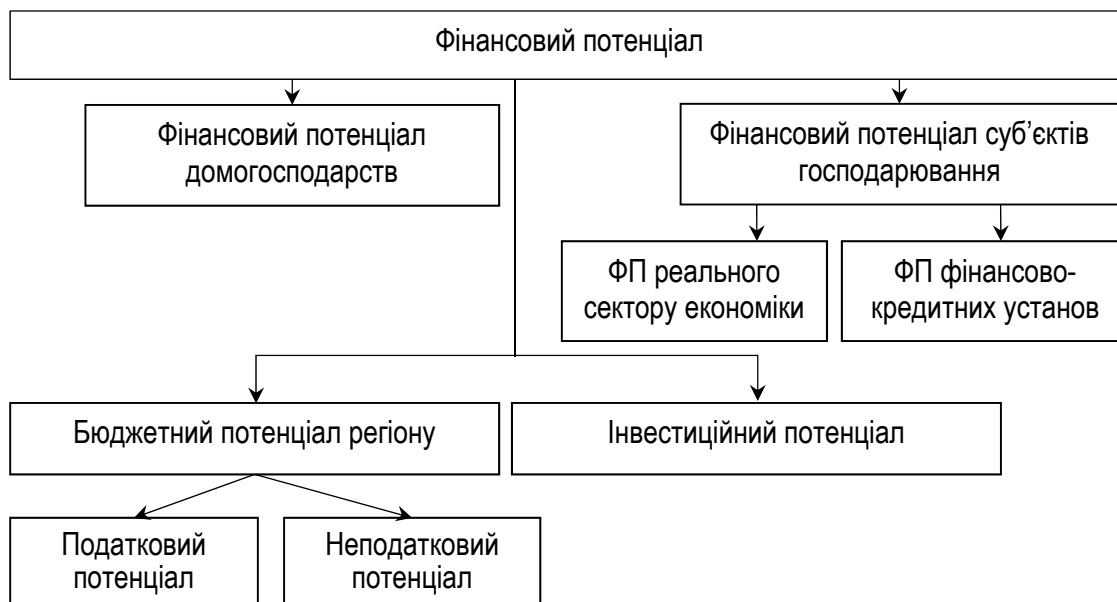 Фінансовий потенціал
Фінансовий потенціал
домогосподарств
Фінансовий потенціал суб’єктів
господарювання
ФП реального
сектору економіки
ФП фінансово-
кредитних установ
Бюджетний потенціал регіону
Інвестиційний потенціал
Податковий
потенціал
Неподатковий
потенціал